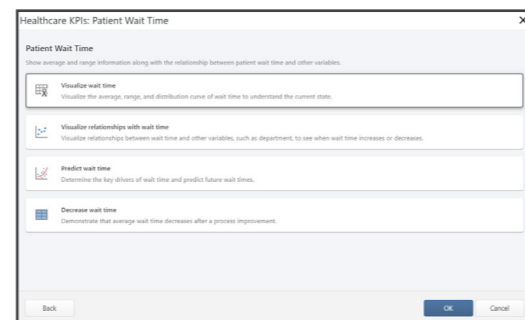 Healthcare KPIs: Patient Wait Time
Patient Wait Time
Show average and range information along with the relationship between patient wait time and other variables.
Visualize wait time
Visualize the average, range, and distribution curve of wait time to understand the current state.
Visualize relationships with wait time
Visualize relationships between wait time and other variables, such as department, to see when wait time increases or decreases.
Predict wait time
Determine the key drivers of wait time and predict future wait times.
Decrease wait time
Demonstrate that average wait time decreases after a process improvement.
Back
OK
Cancel